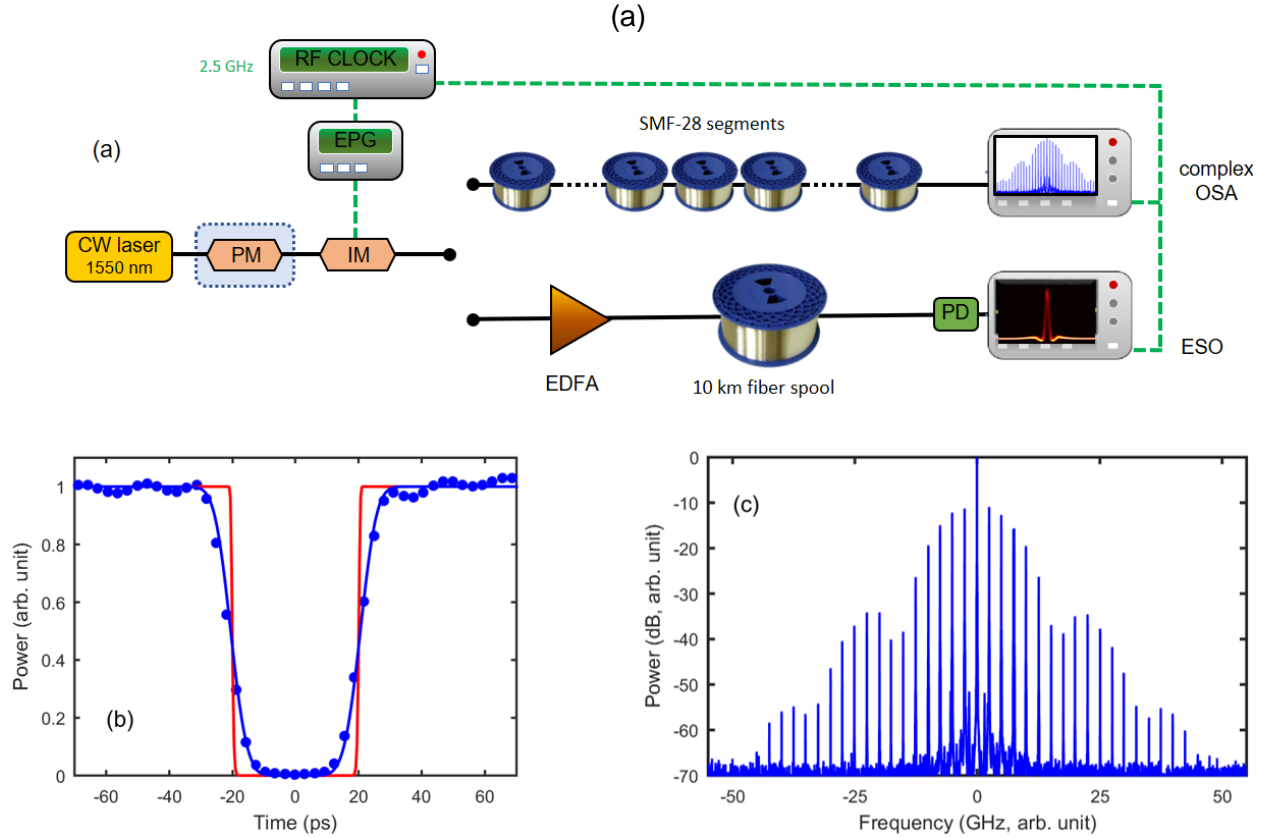 (a)
RF CLOCK
2.5 GHz
SMF-28 segments
EPG
(a)
complex
OSA
CW laser
1550 nm
PM
IM
PD
ESO
EDFA
10 km fiber spool
1
0.8
0.6
0.4
0.2
0
Power (arb. unit)
(b)
-60
-40
-20
0
20
40
60
Time (ps)
0
-10
-20
-30
-40
-50
-60
-70
Power (dB, arb. unit)
(c)
-50
-25
0
25
50
Frequency (GHz, arb. unit)